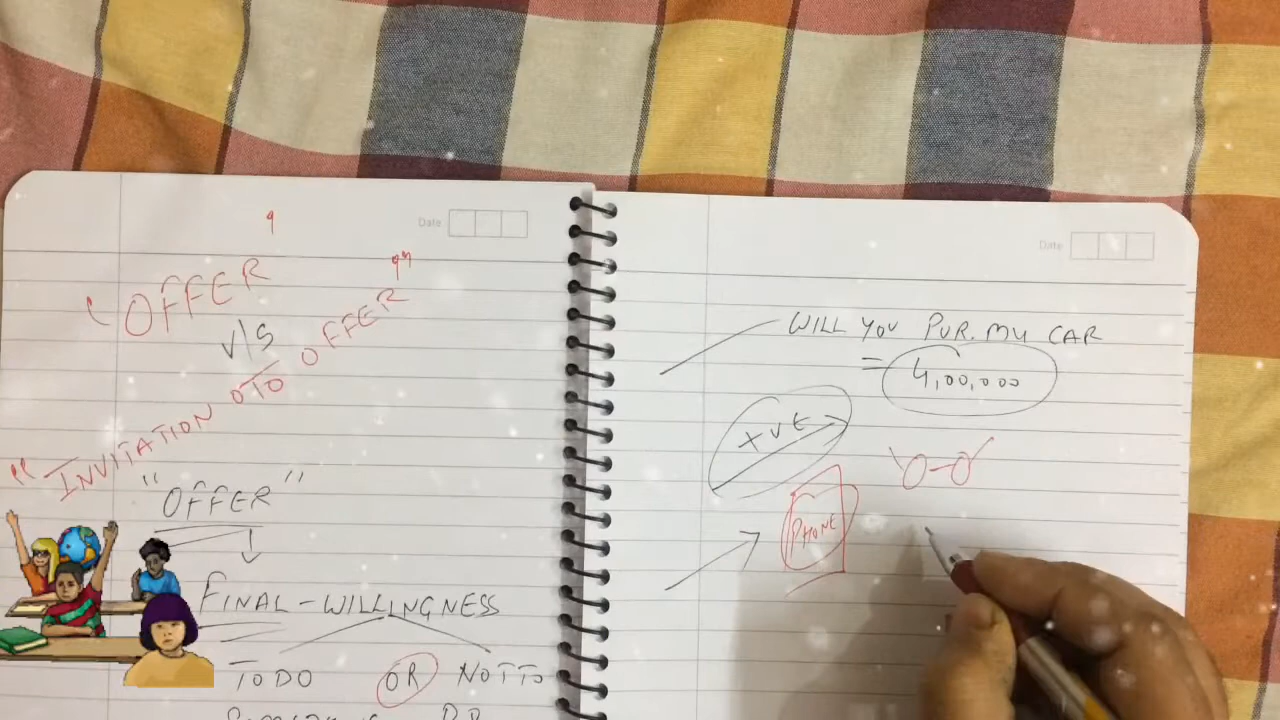 Date
OFFER
V/S
"INVITATION TO OFFER"
"OFFER"
FINAL-WILLINGNESS
TO DO OR NOT TO
Date
WILL YOU PUR. MY CAR
= 4,00,000
+VE
PHONE